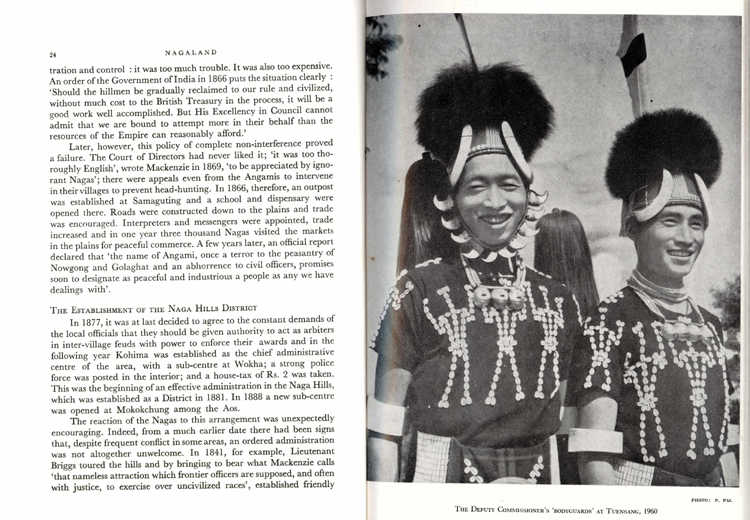 24
NAGALAND
tration and control : it was too much trouble. It was also too expensive.
An order of the Government of India in 1866 puts the situation clearly :
‘Should the hillmen be gradually reclaimed to our rule and civilized,
without much cost to the British Treasury in the process, it will be a
good work well accomplished. But His Excellency in Council cannot
admit that we are bound to attempt more in their behalf than the
resources of the Empire can reasonably afford.’
Later, however, this policy of complete non-interference proved
a failure. The Court of Directors had never liked it; ‘it was too tho-
roughly English’, wrote Mackenzie in 1869, ‘to be appreciated by igno-
rant Nagas’; there were appeals even from the Angamis to intervene
in their villages to prevent head-hunting. In 1866, therefore, an outpost
was established at Samaguting and a school and dispensary were
opened there. Roads were constructed down to the plains and trade
was encouraged. Interpreters and messengers were appointed, trade
increased and in one year three thousand Nagas visited the markets
in the plains for peaceful commerce. A few years later, an official report
declared that ‘the name of Angami, once a terror to the peasantry of
Nowgong and Golaghat and an abhorrence to civil officers, promises
soon to designate as peaceful and industrious a people as any we have
dealings with’.
THE ESTABLISHMENT OF THE NAGA HILLS DISTRICT
In 1877, it was at last decided to agree to the constant demands of
the local officials that they should be given authority to act as arbiters
in inter-village feuds with power to enforce their awards and in the
following year Kohima was established as the chief administrative
centre of the area, with a sub-centre at Wokha; a strong police
force was posted in the interior; and a house-tax of Rs. 2 was taken.
This was the beginning of an effective administration in the Naga Hills,
which was established as a District in 1881. In 1888 a new sub-centre
was opened at Mokokchung among the Aos.
The reaction of the Nagas to this arrangement was unexpectedly
encouraging. Indeed, from a much earlier date there had been signs
that, despite frequent conflict in some areas, an ordered administration
was not altogether unwelcome. In 1841, for example, Lieutenant
Briggs toured the hills and by bringing to bear what Mackenzie calls
‘that nameless attraction which frontier officers are supposed, and often
with justice, to exercise over uncivilized races’, established friendly
PHOTO: P. PAL
THE DEPUTY COMMISSIONER'S 'BODYGUARDS' AT TUENSANG, 1960